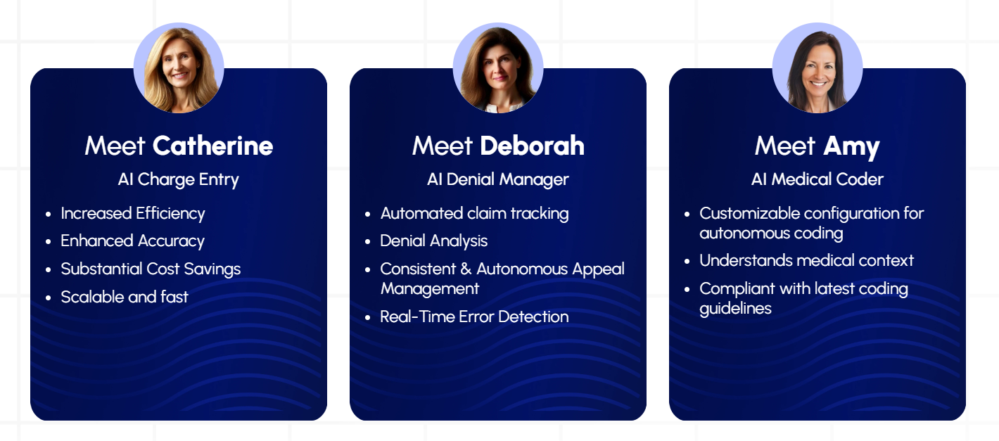 Meet Catherine
AI Charge Entry
• Increased Efficiency
• Enhanced Accuracy
• Substantial Cost Savings
• Scalable and fast
Meet Deborah
AI Denial Manager
• Automated claim tracking
• Denial Analysis
• Consistent & Autonomous Appeal
Management
• Real-Time Error Detection
Meet Amy
AI Medical Coder
• Customizable configuration for
autonomous coding
• Understands medical context
• Compliant with latest coding
guidelines